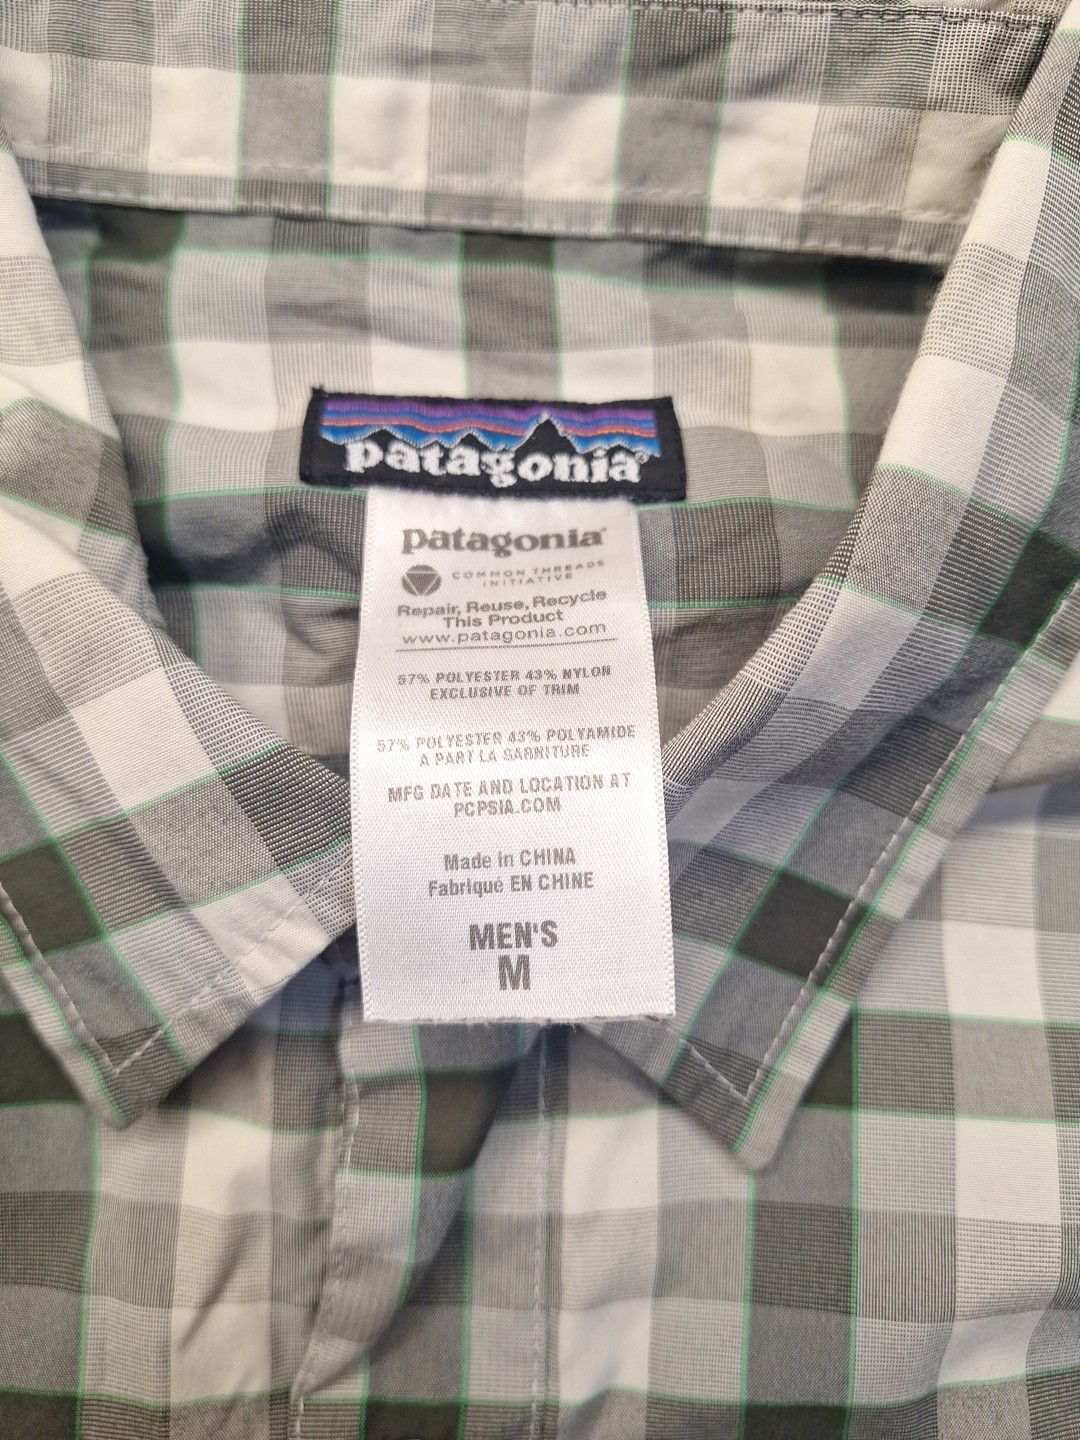 patagonia®
patagonia®
COMMON THREADS
INITIATIVE
Repair, Reuse, Recycle
This Product
www.patagonia.com
57% POLYESTER 43% NYLON
EXCLUSIVE OF TRIM
57% POLYESTER 43% POLYAMIDE
A PART LA GARNITURE
MFG DATE AND LOCATION AT
PCPSIA.COM
Made in CHINA
Fabriqué EN CHINE
MEN'S
M